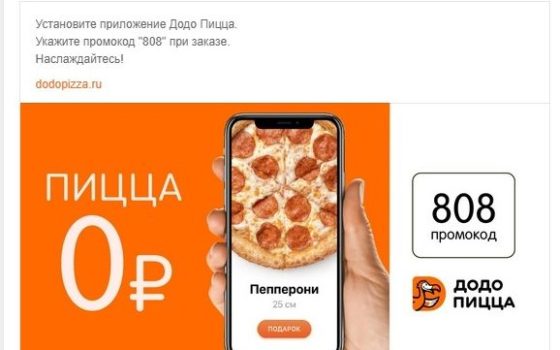 Установите приложение Додо Пицца.
Укажите промокод "808" при заказе.
Наслаждайтесь!
dodopizza.ru
ПИЦЦА
0₽
Пепперони
25 см
ПОДАРОК
808
промокод
ДОДО
ПИЦЦА